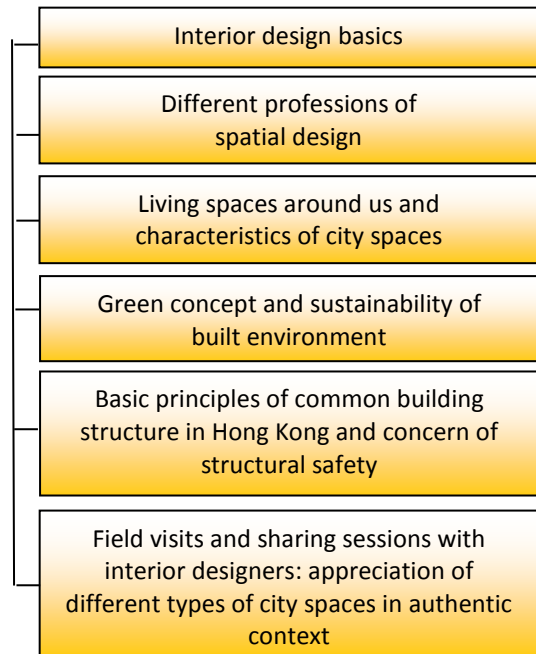 Interior design basics
Different professions of
spatial design
Living spaces around us and
characteristics of city spaces
Green concept and sustainability of
built environment
Basic principles of common building
structure in Hong Kong and concern of
structural safety
Field visits and sharing sessions with
interior designers: appreciation of
different types of city spaces in authentic
context